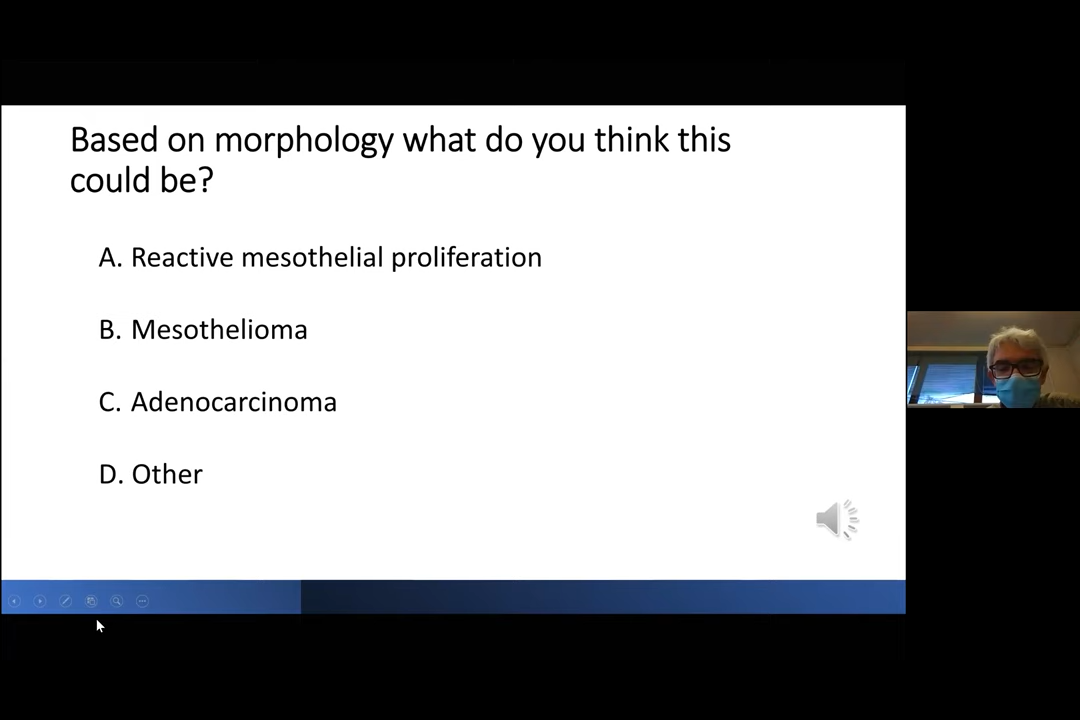 Based on morphology what do you think this
could be?
A. Reactive mesothelial proliferation
B. Mesothelioma
C. Adenocarcinoma
D. Other